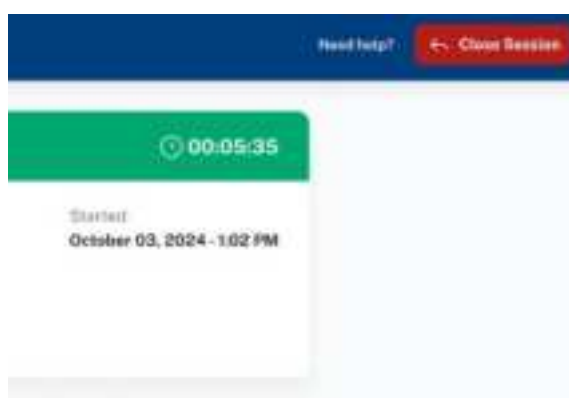 Need help? Close Session
00:05:35
Started
October 03, 2024 - 1:02 PM